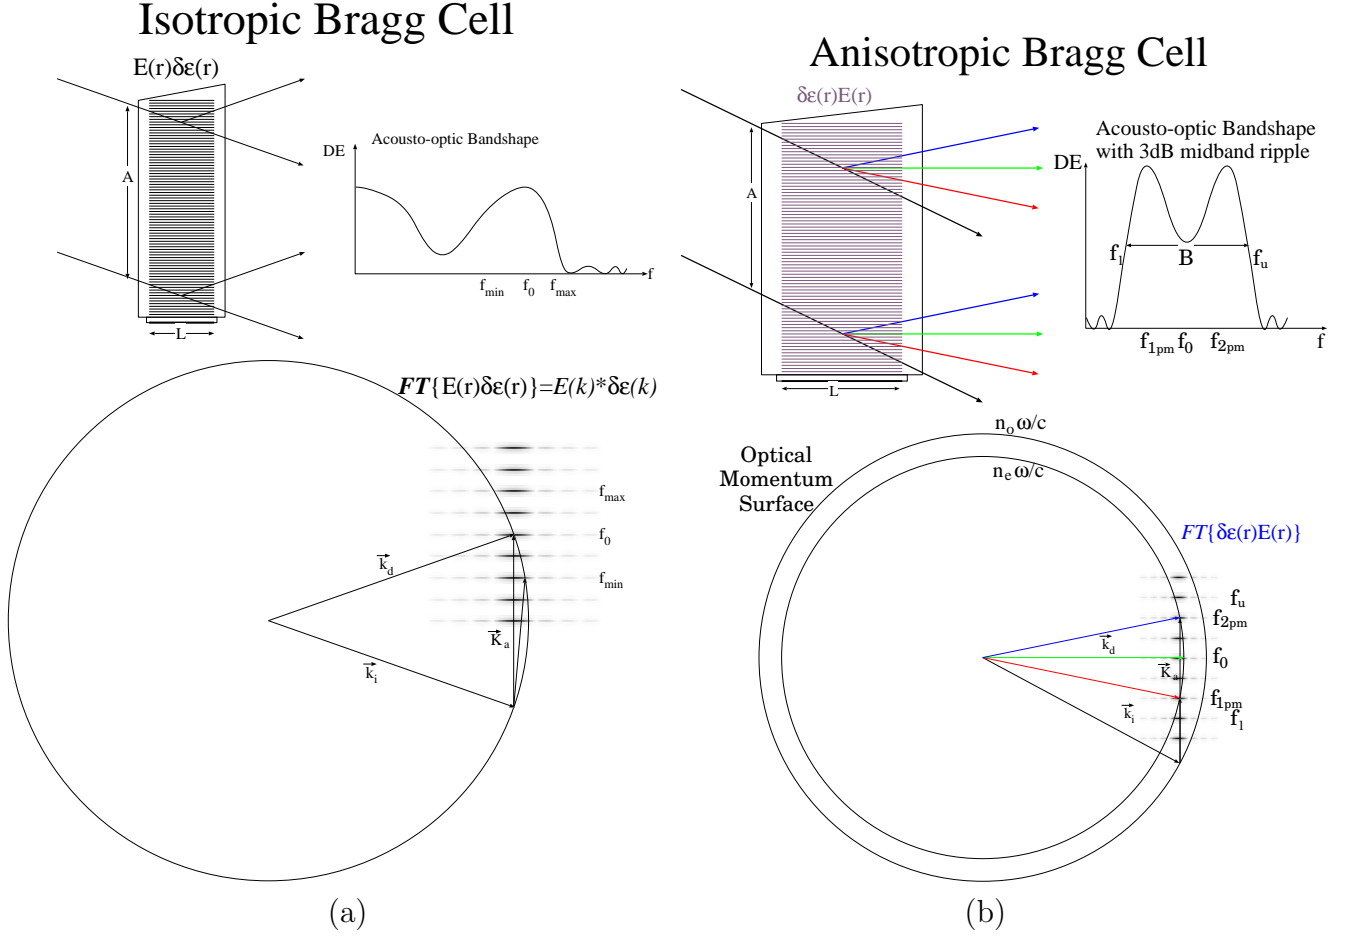 Isotropic Bragg Cell
E(r)δε(r)
A
L
Acousto-optic Bandshape
DE
f
f_min f_0 f_max
FT{E(r)δε(r)}=E(k)*δε(k)
f_max
f_0
f_min
k_d
K_a
k_i
(a)
Anisotropic Bragg Cell
δε(r)E(r)
A
L
Acousto-optic Bandshape
with 3dB midband ripple
DE
f_l B f_u
f_1pm f_0 f_2pm
f
n_o ω/c
n_e ω/c
Optical
Momentum
Surface
FT{δε(r)E(r)}
f_u
f_2pm
f_0
f_1pm
f_l
k_d
K_a
k_i
(b)